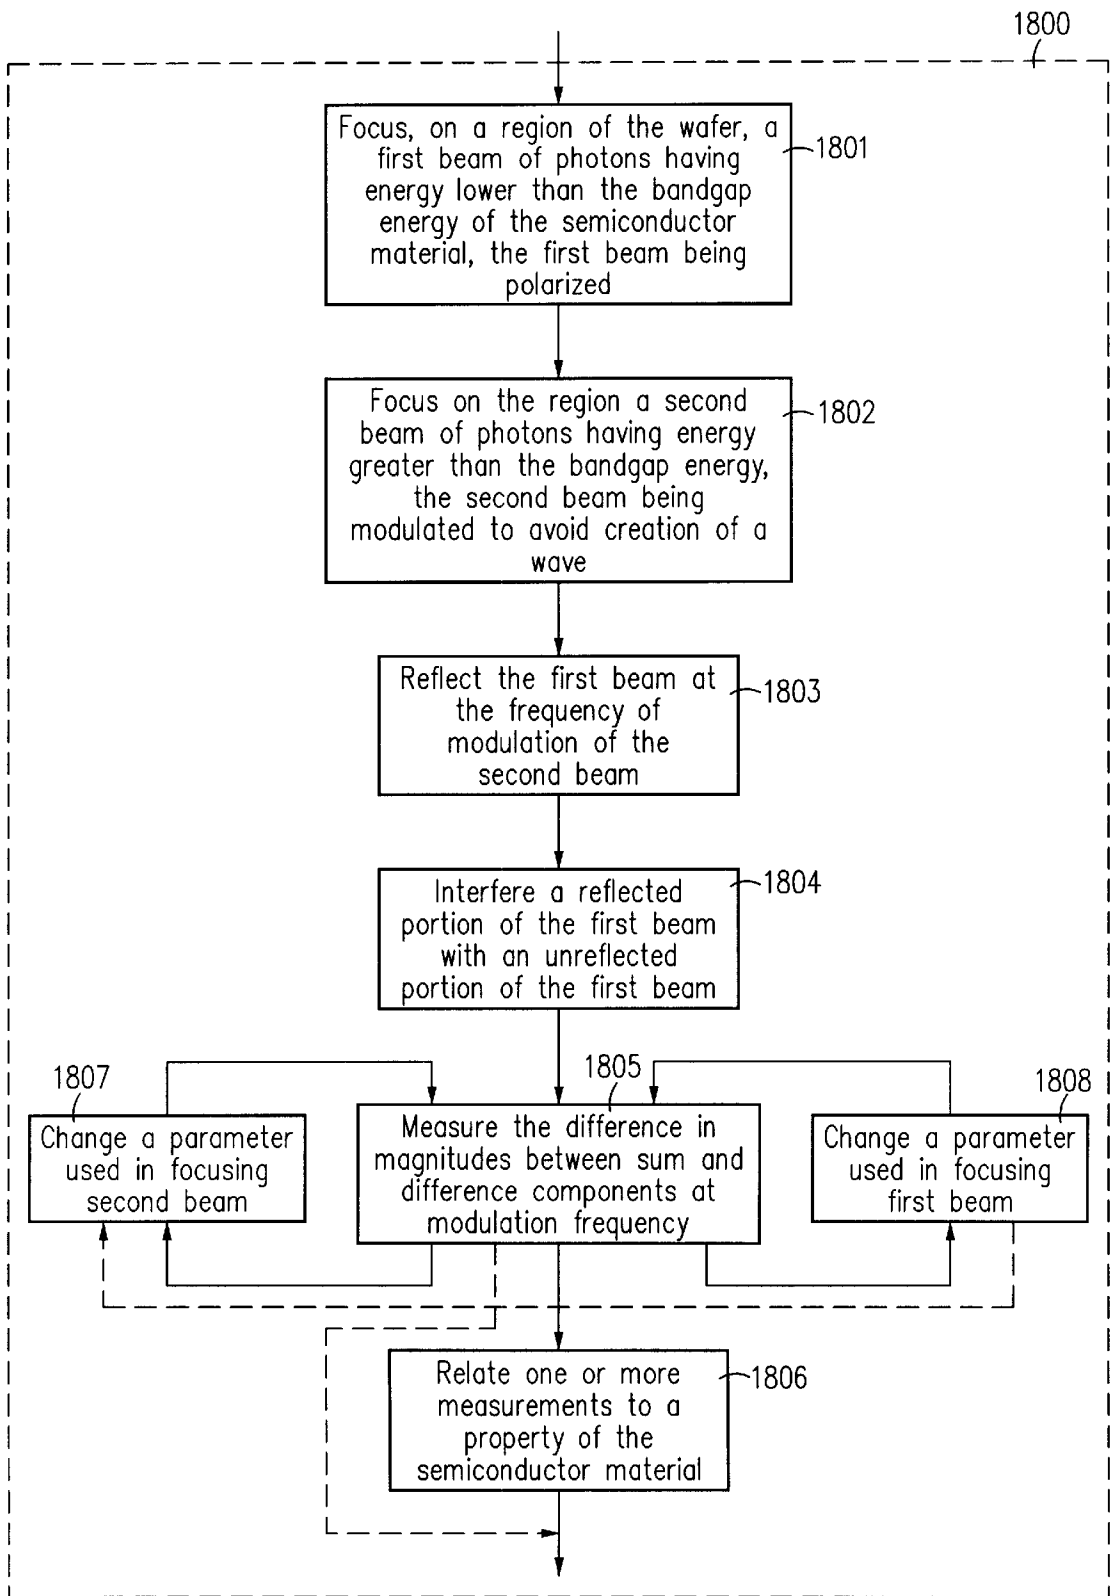 1800
Focus, on a region of the wafer, a
first beam of photons having
energy lower than the bandgap
energy of the semiconductor
material, the first beam being
polarized
1801
Focus on the region a second
beam of photons having energy
greater than the bandgap energy,
the second beam being
modulated to avoid creation of a
wave
1802
Reflect the first beam at
the frequency of
modulation of the
second beam
1803
Interfere a reflected
portion of the first beam
with an unreflected
portion of the first beam
1804
1807
Change a parameter
used in focusing
second beam
1805
Measure the difference in
magnitudes between sum and
difference components at
modulation frequency
1808
Change a parameter
used in focusing
first beam
Relate one or more
measurements to a
property of the
semiconductor material
1806